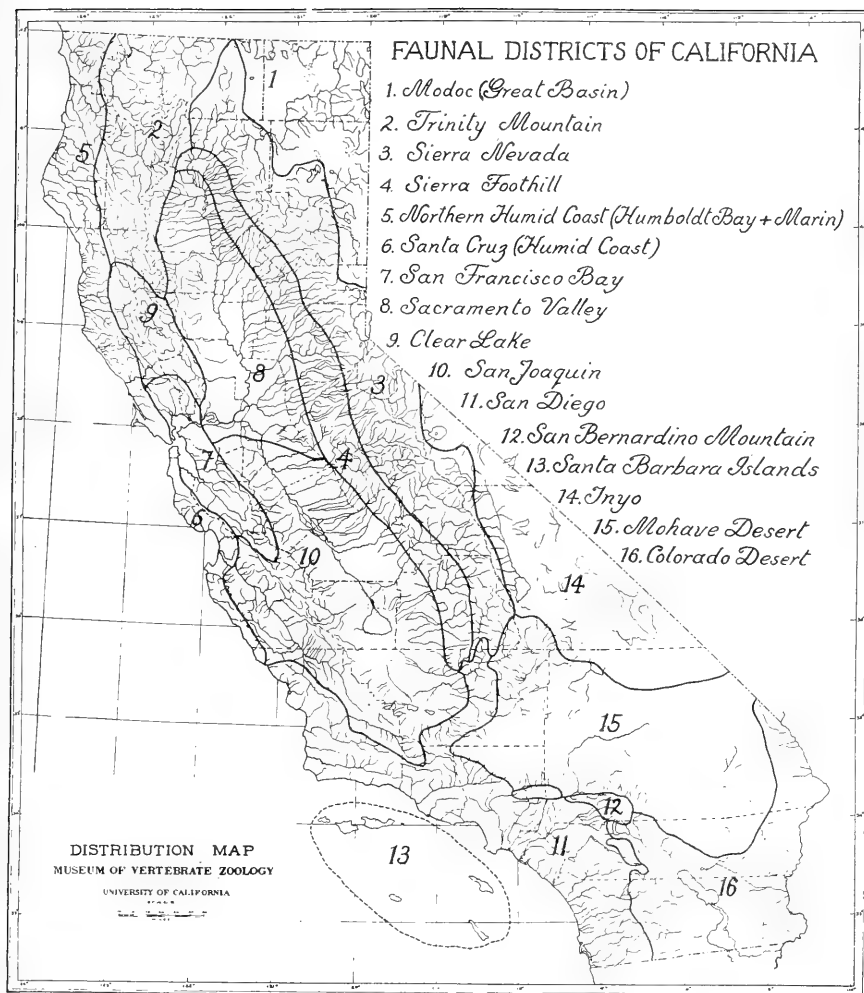 FAUNAL DISTRICTS OF CALIFORNIA
1. Modoc (Great Basin)
2. Trinity Mountain
3. Sierra Nevada
4. Sierra Foothill
5. Northern Humid Coast (Humboldt Bay + Marin)
6. Santa Cruz (Humid Coast)
7. San Francisco Bay
8. Sacramento Valley
9. Clear Lake
10. San Joaquin
11. San Diego
12. San Bernardino Mountain
13. Santa Barbara Islands
14. Inyo
15. Mohave Desert
16. Colorado Desert
1
2
5
9
8
3
7
4
6
10
14
15
12
13
11
16
DISTRIBUTION MAP
MUSEUM OF VERTEBRATE ZOOLOGY
UNIVERSITY OF CALIFORNIA